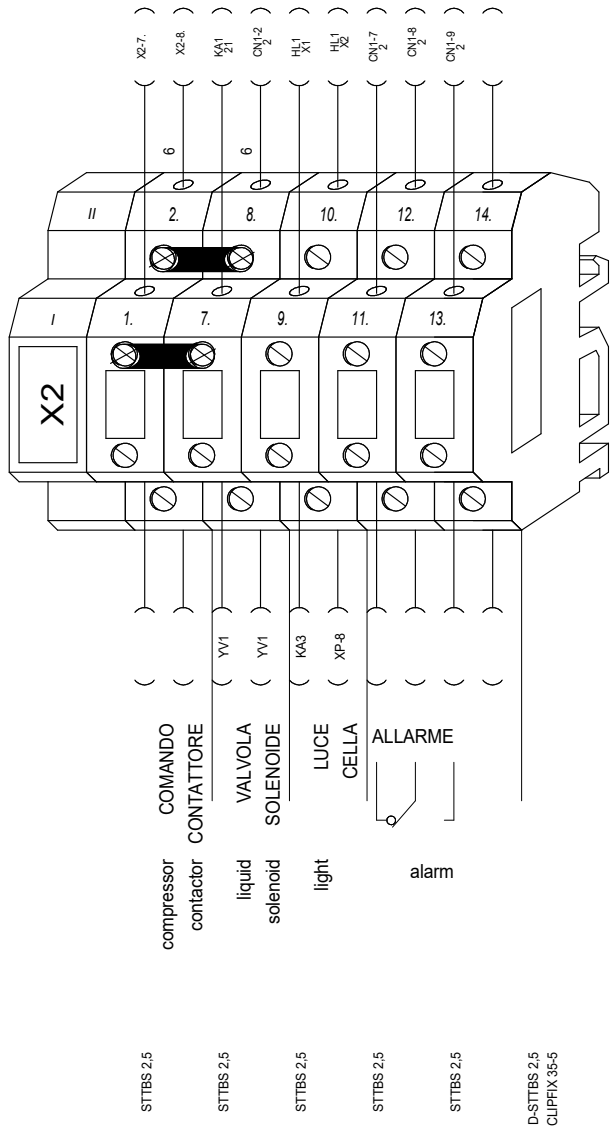 X2-7.
X2-8.
KA1
21
CN1-2
2
HL1
X1
HL1
X2
CN1-7
2
CN1-8
2
CN1-9
2
6
6
II
2.
8.
10.
12.
14.
I
1.
7.
9.
11.
13.
X2
YV1
YV1
KA3
XP-8
COMANDO
CONTATTORE
VALVOLA
SOLENOIDE
LUCE
CELLA
ALLARME
compressor
contactor
liquid
solenoid
light
alarm
STTBS 2,5
STTBS 2,5
STTBS 2,5
STTBS 2,5
STTBS 2,5
D-STTBS 2,5
CLIPFIX 35-5